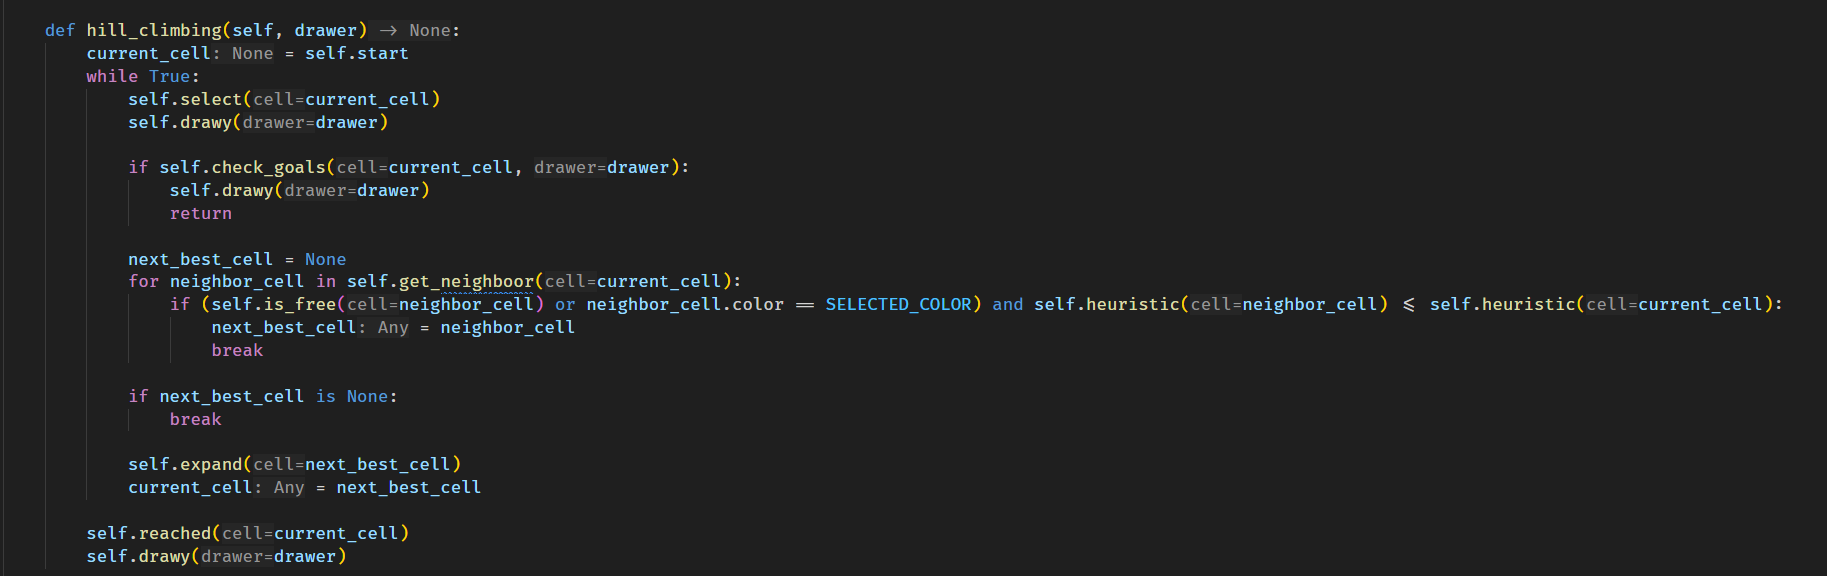 def hill_climbing(self, drawer) -> None:
current_cell: None = self.start
while True:
self.select(cell=current_cell)
self.drawy(drawer=drawer)
if self.check_goals(cell=current_cell, drawer=drawer):
self.drawy(drawer=drawer)
return
next_best_cell = None
for neighbor_cell in self.get_neighboor(cell=current_cell):
if (self.is_free(cell=neighbor_cell) or neighbor_cell.color == SELECTED_COLOR) and self.heuristic(cell=neighbor_cell) <= self.heuristic(cell=current_cell):
next_best_cell: Any = neighbor_cell
break
if next_best_cell is None:
break
self.expand(cell=next_best_cell)
current_cell: Any = next_best_cell
self.reached(cell=current_cell)
self.drawy(drawer=drawer)